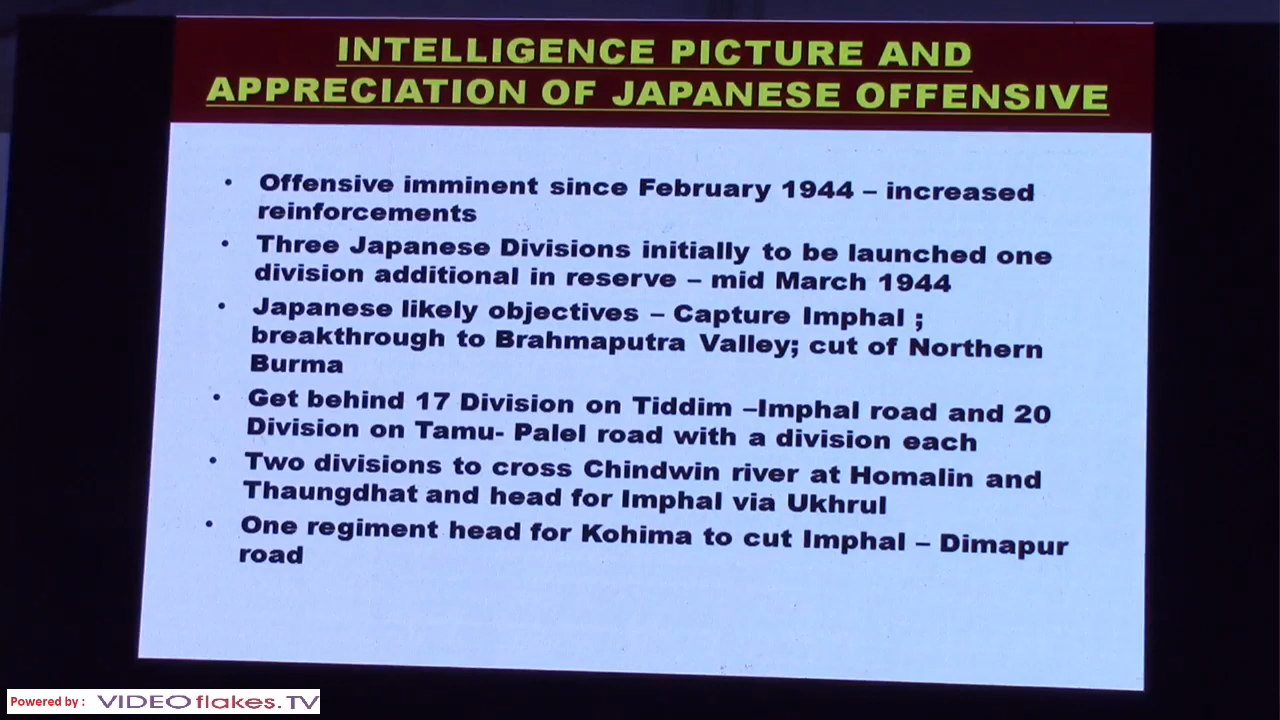 INTELLIGENCE PICTURE AND
APPRECIATION OF JAPANESE OFFENSIVE
• Offensive imminent since February 1944 – increased
reinforcements
• Three Japanese Divisions initially to be launched one
division additional in reserve – mid March 1944
• Japanese likely objectives – Capture Imphal ;
breakthrough to Brahmaputra Valley; cut of Northern
Burma
• Get behind 17 Division on Tiddim –Imphal road and 20
Division on Tamu- Palel road with a division each
• Two divisions to cross Chindwin river at Homalin and
Thaungdhat and head for Imphal via Ukhrul
• One regiment head for Kohima to cut Imphal – Dimapur
road
Powered by : VIDEOflakes.TV